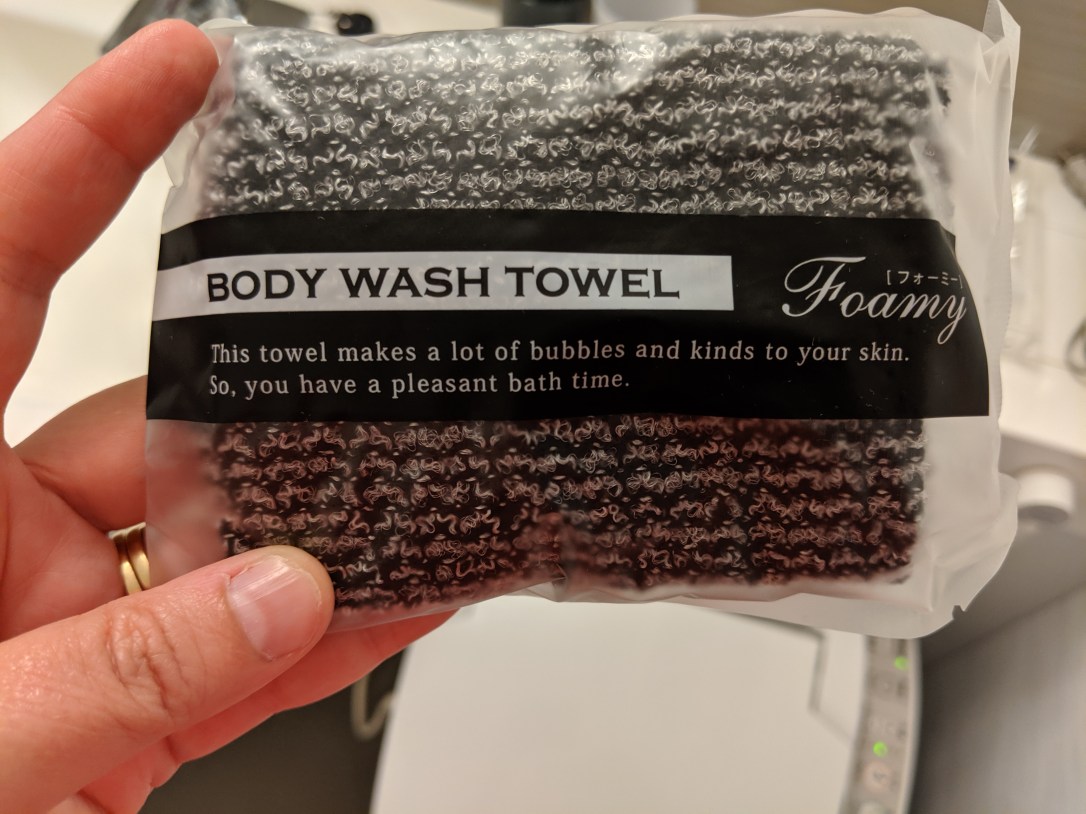 BODY WASH TOWEL
[フォーミー]
Foamy
This towel makes a lot of bubbles and kinds to your skin.
So, you have a pleasant bath time.